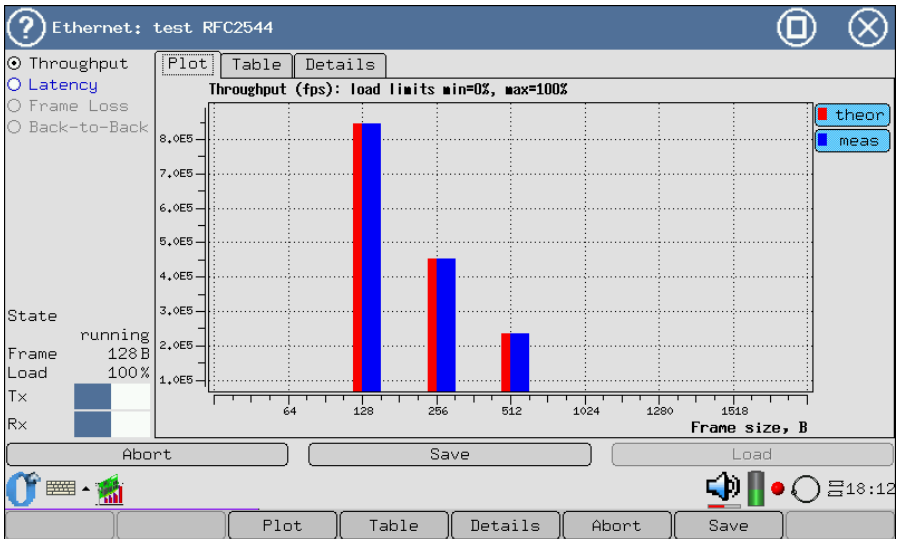 Ethernet: test RFC2544
Throughput
Latency
Frame Loss
Back-to-Back
Plot Table Details
Throughput (fps): load limits min=0%, max=100%
theor
meas
8.0E5
7.0E5
6.0E5
5.0E5
4.0E5
3.0E5
2.0E5
1.0E5
64 128 256 512 1024 1280 1518
Frame size, B
State
running
Frame 128B
Load 100%
Tx
Rx
Abort Save Load
18:12
Plot Table Details Abort Save